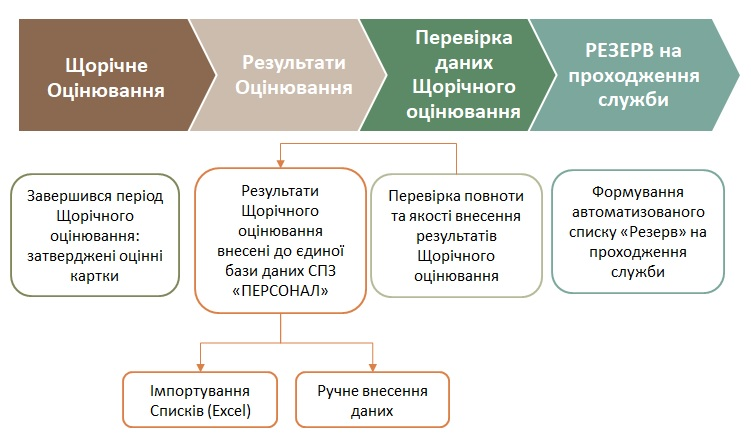 Щорічне
Оцінювання
Результати
Оцінювання
Перевірка
даних
Щорічного
оцінювання
РЕЗЕРВ на
проходження
служби
Завершився період
Щорічного
оцінювання:
затверджені оцінні
картки
Результати
Щорічного
оцінювання
внесені до єдиної
бази даних СПЗ
«ПЕРСОНАЛ»
Перевірка повноти
та якості внесення
результатів
Щорічного
оцінювання
Формування
автоматизованого
списку «Резерв» на
проходження
служби
Імпортування
Списків (Excel)
Ручне внесення
даних